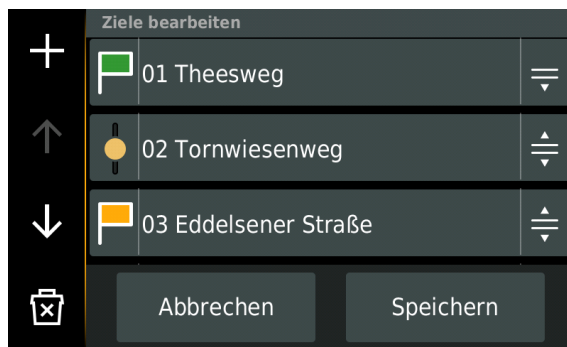 Ziele bearbeiten
01 Theesweg
02 Tornwiesenweg
03 Eddelsener Straße
Abbrechen
Speichern